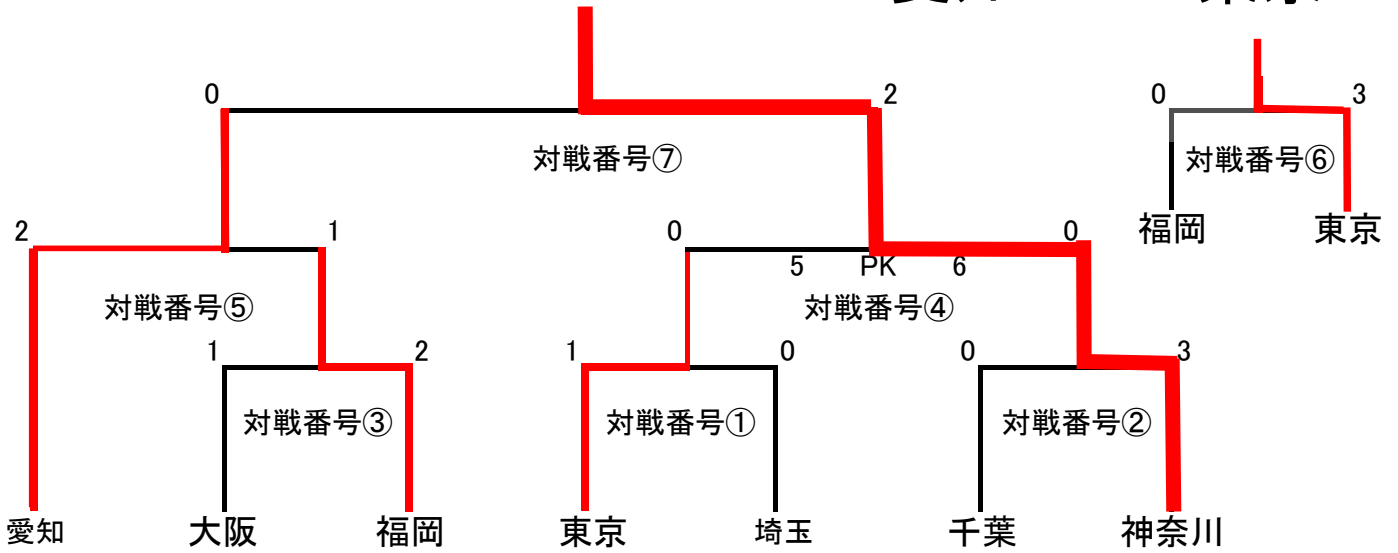 0 2 0 3
対戦番号⑦ 対戦番号⑥
2 1 0 0 福岡 東京
5 PK 6
対戦番号⑤ 対戦番号④
1 2 1 0 0 3
対戦番号③ 対戦番号① 対戦番号②
愛知 大阪 福岡 東京 埼玉 千葉 神奈川